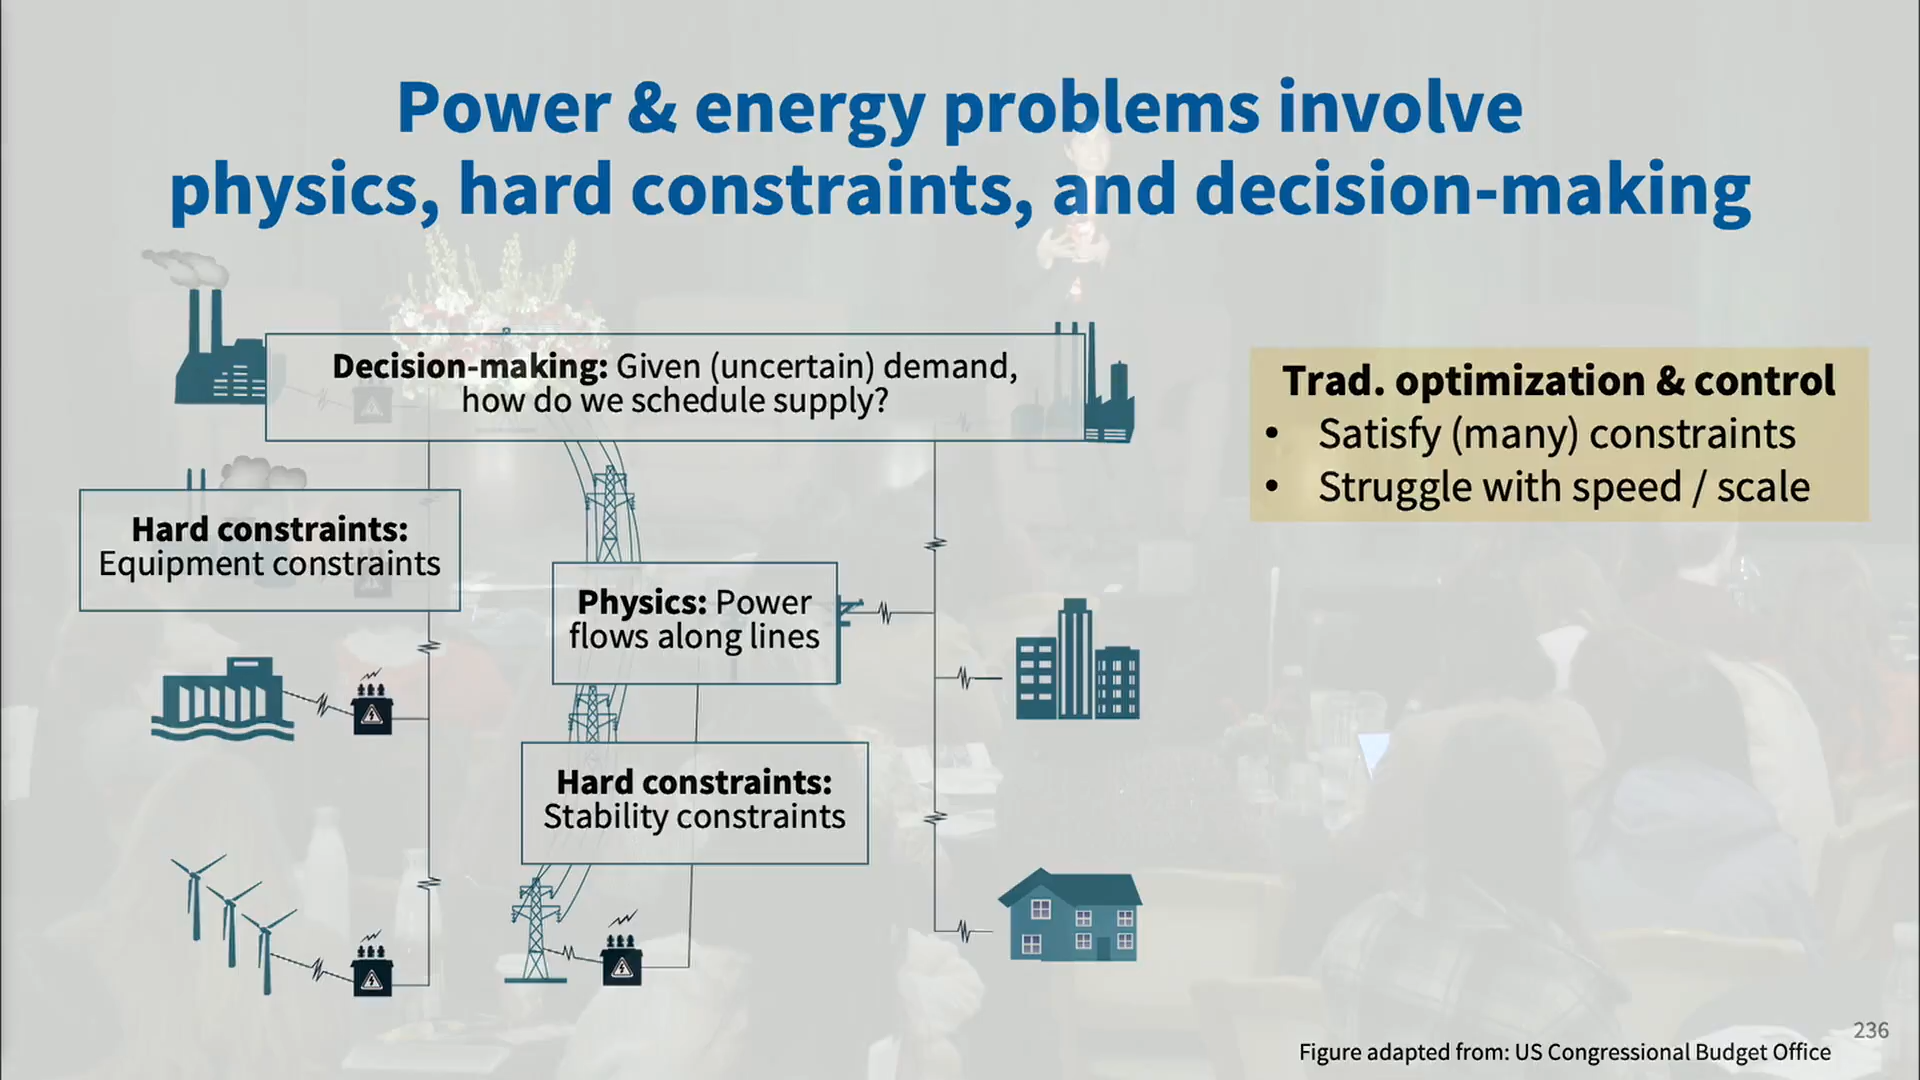 Power & energy problems involve
physics, hard constraints, and decision-making
Decision-making: Given (uncertain) demand,
how do we schedule supply?
Trad. optimization & control
• Satisfy (many) constraints
• Struggle with speed / scale
Hard constraints:
Equipment constraints
Physics: Power
flows along lines
Hard constraints:
Stability constraints
236
Figure adapted from: US Congressional Budget Office